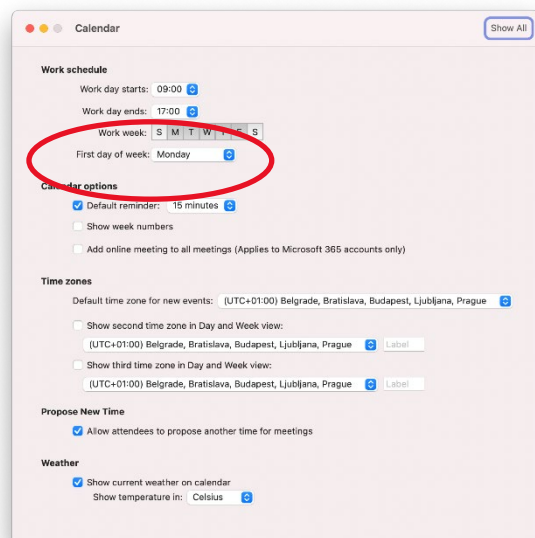 Calendar
Show All
Work schedule
Work day starts: 09:00
Work day ends: 17:00
Work week: S M T W T F S
First day of week: Monday
Calendar options
Default reminder: 15 minutes
Show week numbers
Add online meeting to all meetings (Applies to Microsoft 365 accounts only)
Time zones
Default time zone for new events: (UTC+01:00) Belgrade, Bratislava, Budapest, Ljubljana, Prague
Show second time zone in Day and Week view:
(UTC+01:00) Belgrade, Bratislava, Budapest, Ljubljana, Prague Label
Show third time zone in Day and Week view:
(UTC+01:00) Belgrade, Bratislava, Budapest, Ljubljana, Prague Label
Propose New Time
Allow attendees to propose another time for meetings
Weather
Show current weather on calendar
Show temperature in: Celsius